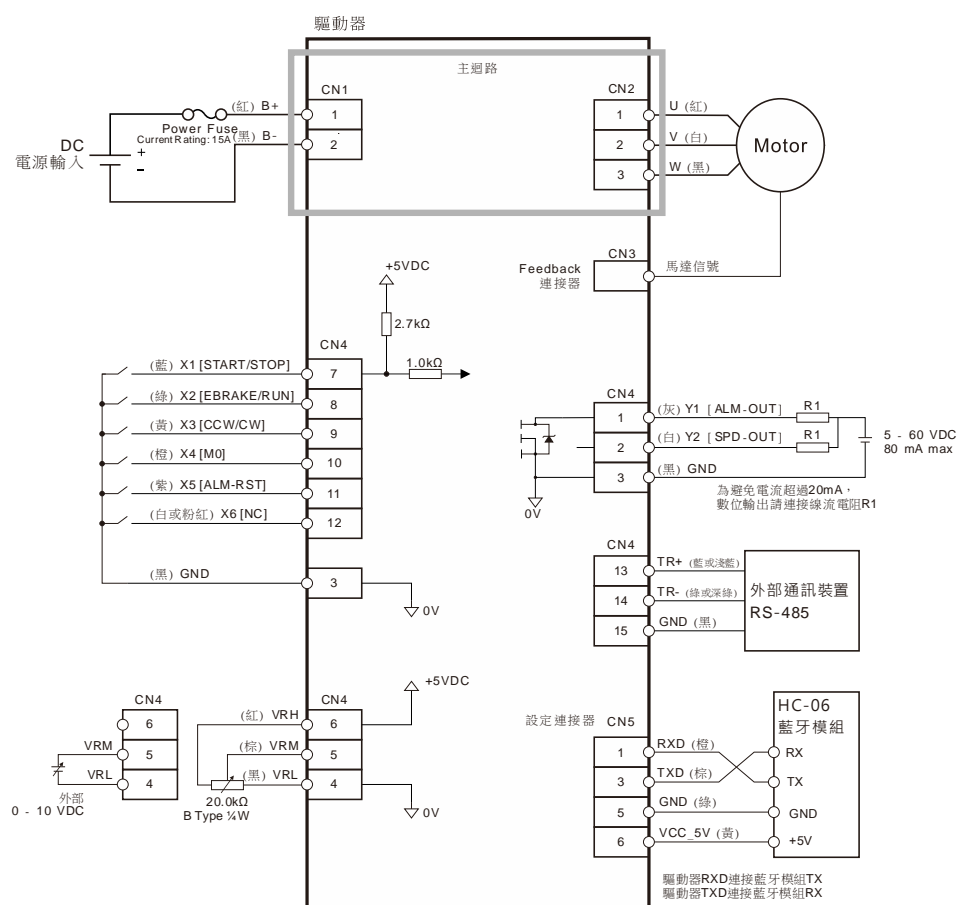 驅動器
主迴路
CN1
1
2
(紅) B+
(黑) B-
Power Fuse
Current Rating: 15A
DC
電源輸入
+
-
CN2
1
2
3
U (紅)
V (白)
W (黑)
Motor
CN3
Feedback
連接器
馬達信號
+5VDC
2.7kΩ
1.0kΩ
CN4
7
8
9
10
11
12
3
(藍) X1 [START/STOP]
(綠) X2 [EBRAKE/RUN]
(黃) X3 [CCW/CW]
(橙) X4 [M0]
(紫) X5 [ALM-RST]
(白或粉紅) X6 [NC]
(黑) GND
0V
CN4
1
2
3
(灰) Y1 [ALM-OUT]
R1
(白) Y2 [SPD-OUT]
R1
(黑) GND
5 - 60 VDC
80 mA max
0V
為避免電流超過20mA，
數位輸出請連接線流電阻R1
CN4
13
14
15
TR+ (藍或淺藍)
TR- (綠或深綠)
GND (黑)
外部通訊裝置
RS-485
CN4
6
5
4
VRM
VRL
外部
0 - 10 VDC
CN4
6
5
4
(紅) VRH
(棕) VRM
(黑) VRL
20.0kΩ
B Type ¼W
+5VDC
0V
設定連接器
CN5
1
3
5
6
RXD (橙)
TXD (棕)
GND (綠)
VCC_5V (黃)
HC-06
藍牙模組
RX
TX
GND
+5V
驅動器RXD連接藍牙模組TX
驅動器TXD連接藍牙模組RX